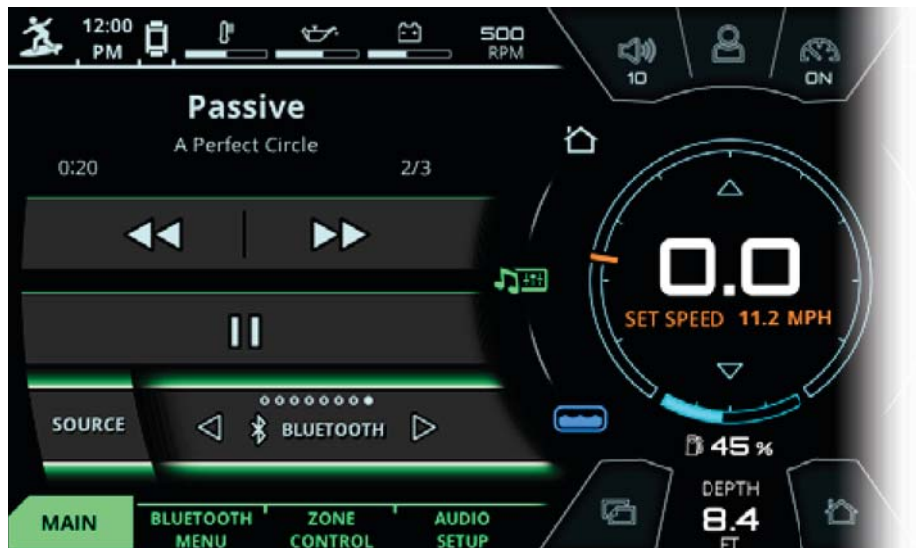 12:00
PM
500
RPM
10
ON
Passive
A Perfect Circle
0:20
2/3
0.0
SET SPEED 11.2 MPH
SOURCE
BLUETOOTH
45 %
DEPTH
8.4
FT
MAIN
BLUETOOTH
MENU
ZONE
CONTROL
AUDIO
SETUP